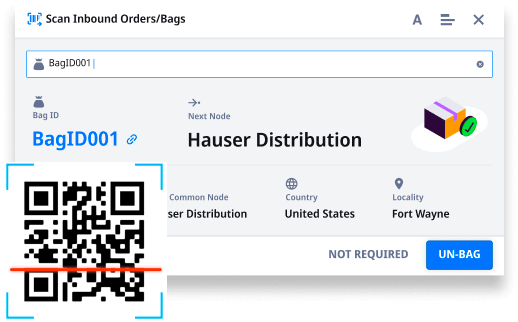 Scan Inbound Orders/Bags
A
BagID001
Bag ID
Next Node
BagID001
Hauser Distribution
Common Node
Country
Locality
ser Distribution
United States
Fort Wayne
NOT REQUIRED
UN-BAG